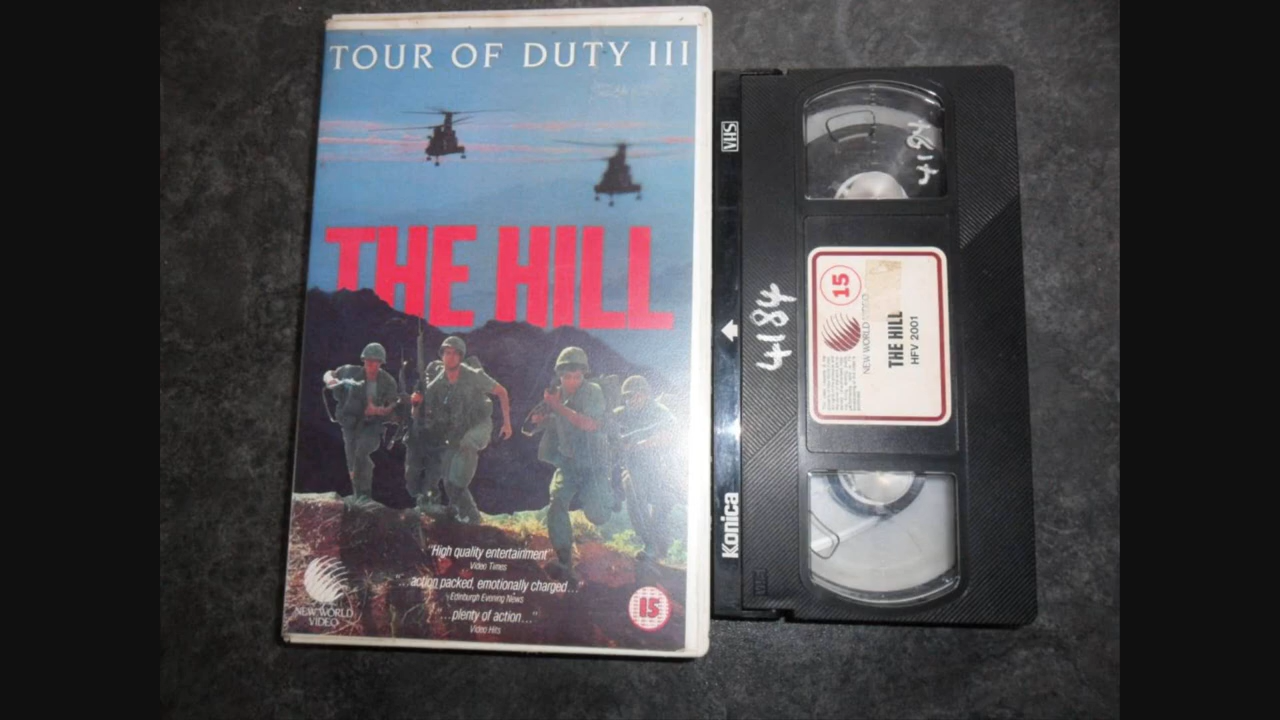 TOUR OF DUTY III
THE HILL
"High quality entertainment"
Video Times
"...action packed, emotionally charged..."
Edinburgh Evening News
"...plenty of action..."
Video Hits
NEW WORLD
VIDEO
15
VHS
Konica
4184
4184
15
NEW WORLD VIDEO
THE HILL
HFV 2001
VHS